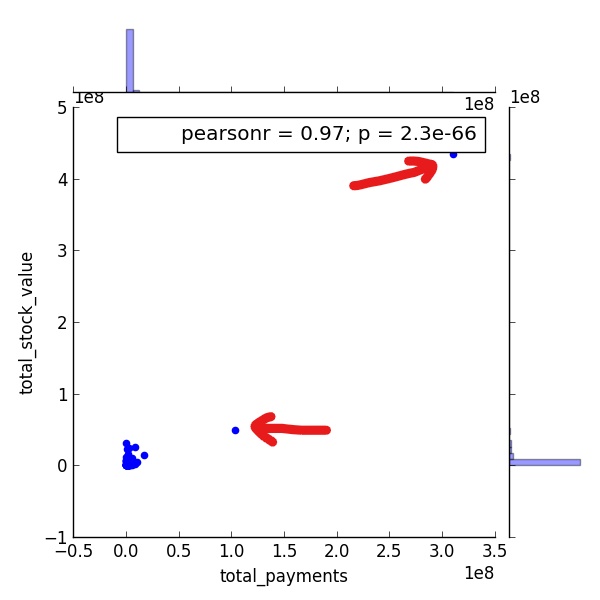 1e8
1e8
1e8
pearsonr = 0.97; p = 2.3e-66
5
4
3
2
1
0
−1
total_stock_value
−0.5 0.0 0.5 1.0 1.5 2.0 2.5 3.0 3.5
total_payments
1e8